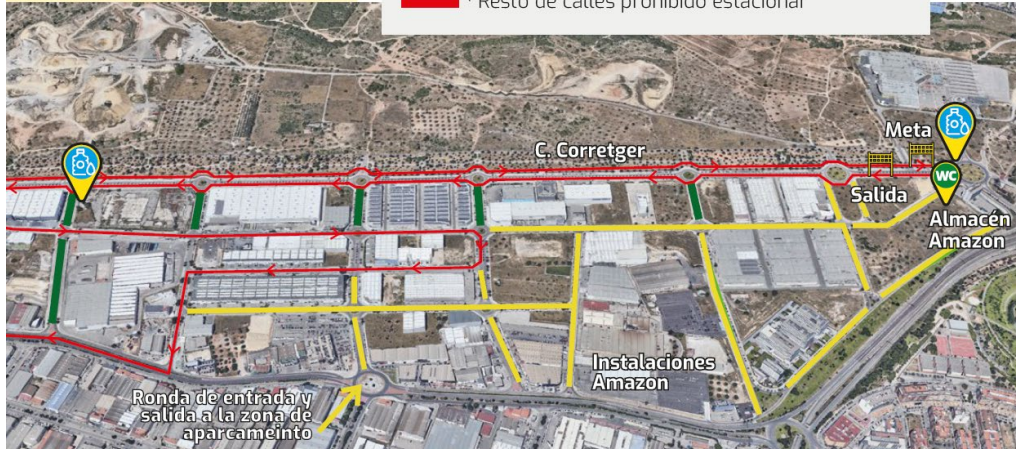 * Resto de calles prohibido estacionar
Meta
C. Corretger
WC
Salida
Almacén
Amazon
Instalaciones
Amazon
Ronda de entrada y
salida a la zona de
aparcameinto